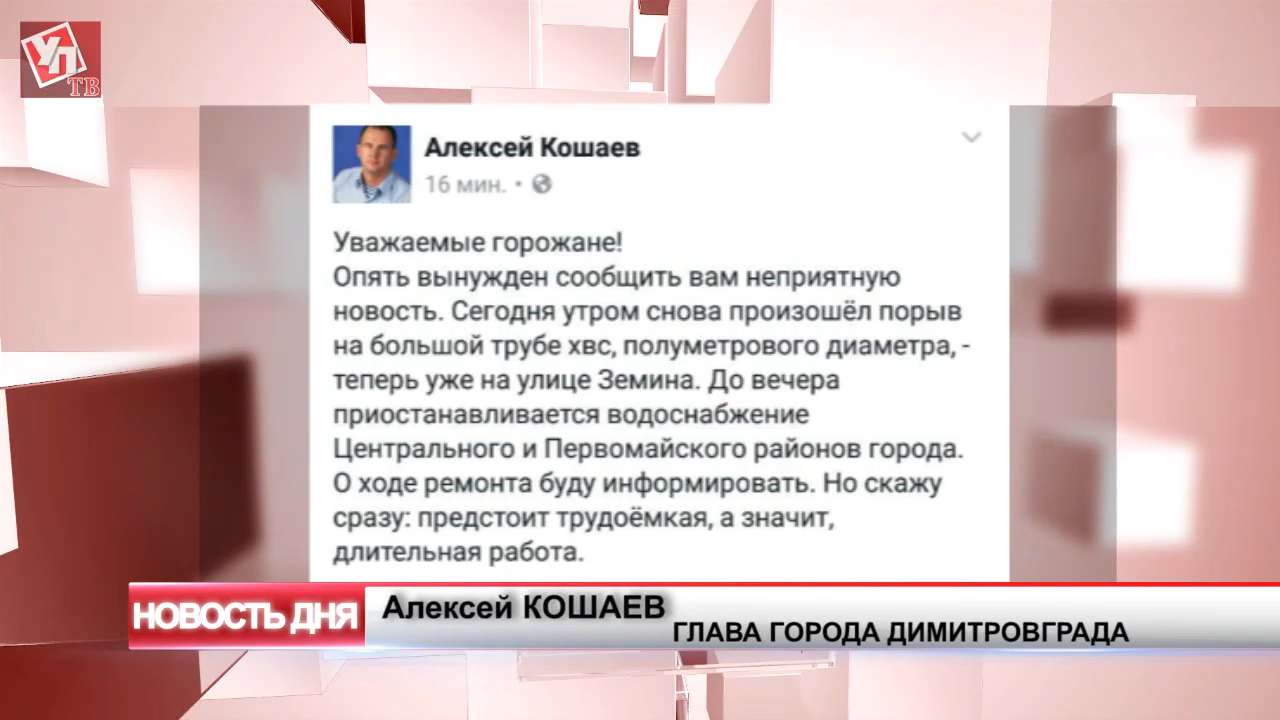 УП
ТВ
Алексей Кошаев
16 мин. •
Уважаемые горожане!
Опять вынужден сообщить вам неприятную
новость. Сегодня утром снова произошёл порыв
на большой трубе хвс, полуметрового диаметра, -
теперь уже на улице Земина. До вечера
приостанавливается водоснабжение
Центрального и Первомайского районов города.
О ходе ремонта буду информировать. Но скажу
сразу: предстоит трудоёмкая, а значит,
длительная работа.
НОВОСТЬ ДНЯ
Алексей КОШАЕВ
ГЛАВА ГОРОДА ДИМИТРОВГРАДА